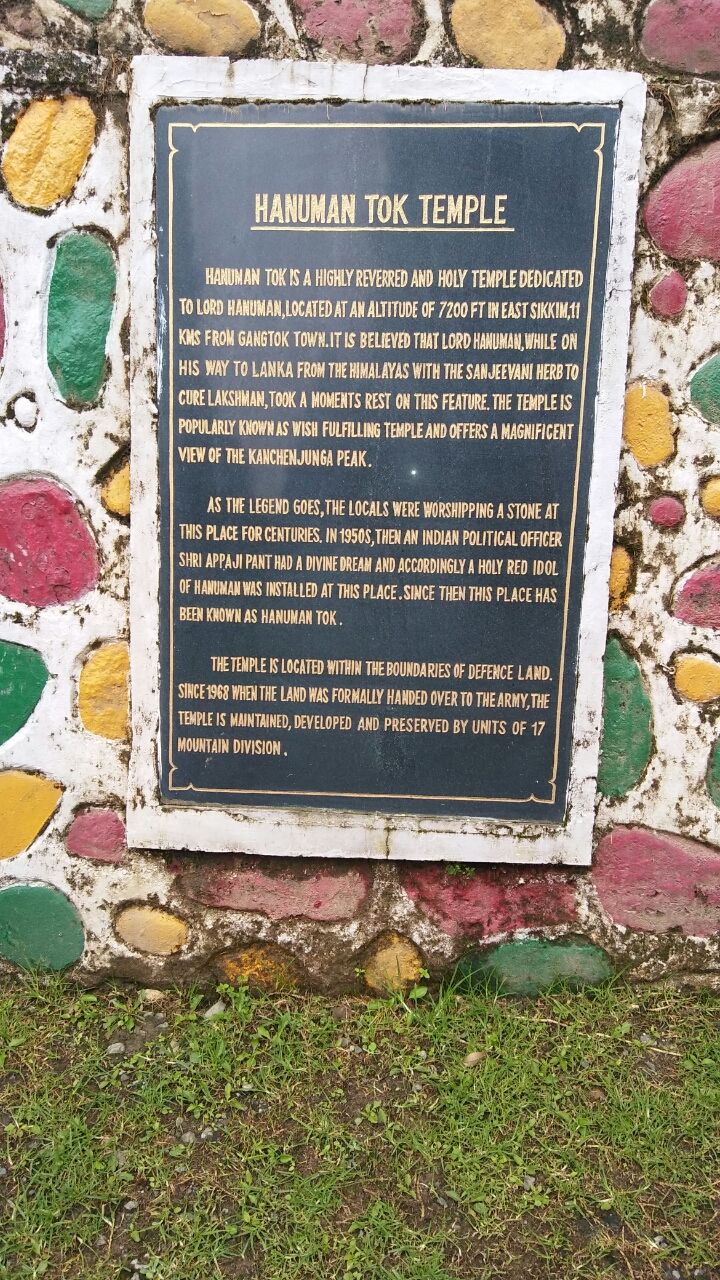 HANUMAN TOK TEMPLE
HANUMAN TOK IS A HIGHLY REVERRED AND HOLY TEMPLE DEDICATED
TO LORD HANUMAN, LOCATED AT AN ALTITUDE OF 7200 FT IN EAST SIKKIM, 11
KMS FROM GANGTOK TOWN. IT IS BELIEVED THAT LORD HANUMAN, WHILE ON
HIS WAY TO LANKA FROM THE HIMALAYAS WITH THE SANJEEVANI HERB TO
CURE LAKSHMAN, TOOK A MOMENTS REST ON THIS FEATURE. THE TEMPLE IS
POPULARLY KNOWN AS WISH FULFILLING TEMPLE AND OFFERS A MAGNIFICENT
VIEW OF THE KANCHENJUNGA PEAK.
AS THE LEGEND GOES, THE LOCALS WERE WORSHIPPING A STONE AT
THIS PLACE FOR CENTURIES. IN 1950S, THEN AN INDIAN POLITICAL OFFICER
SHRI APPAJI PANT HAD A DIVINE DREAM AND ACCORDINGLY A HOLY RED IDOL
OF HANUMAN WAS INSTALLED AT THIS PLACE. SINCE THEN THIS PLACE HAS
BEEN KNOWN AS HANUMAN TOK.
THE TEMPLE IS LOCATED WITHIN THE BOUNDARIES OF DEFENCE LAND.
SINCE 1968 WHEN THE LAND WAS FORMALLY HANDED OVER TO THE ARMY, THE
TEMPLE IS MAINTAINED, DEVELOPED AND PRESERVED BY UNITS OF 17
MOUNTAIN DIVISION.